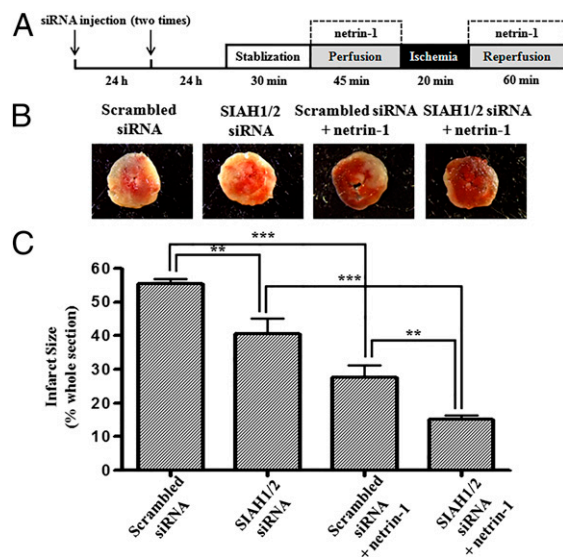 A
siRNA injection (two times)
netrin-1
netrin-1
Stablization
Perfusion
Ischemia
Reperfusion
24 h
24 h
30 min
45 min
20 min
60 min
B
Scrambled
siRNA
SIAH1/2
siRNA
Scrambled siRNA
+ netrin-1
SIAH1/2 siRNA
+ netrin-1
C
***
**
***
**
Infarct Size
(% whole section)
60
50
40
30
20
10
0
Scrambled
siRNA
SIAH1/2
siRNA
Scrambled
siRNA
+ netrin-1
SIAH1/2
siRNA
+ netrin-1